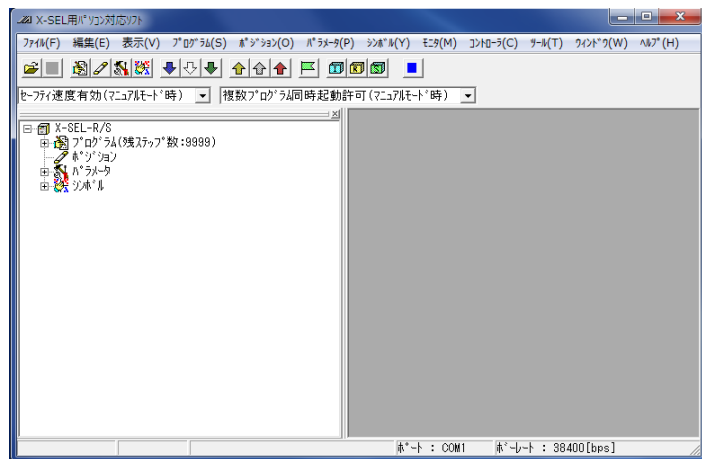 X-SEL用ﾊﾟｿｺﾝ対応ｿﾌﾄ
ﾌｧｲﾙ(F) 編集(E) 表示(V) ﾌﾟﾛｸﾞﾗﾑ(S) ﾎﾟｼﾞｼｮﾝ(O) ﾊﾟﾗﾒｰﾀ(P) ｼﾝﾎﾞﾙ(Y) ﾓﾆﾀ(M) ｺﾝﾄﾛｰﾗ(C) ﾂｰﾙ(T) ｳｨﾝﾄﾞｳ(W) ﾍﾙﾌﾟ(H)
ｾｰﾌﾃｨ速度有効(ﾏﾆｭｱﾙﾓｰﾄﾞ時) 複数ﾌﾟﾛｸﾞﾗﾑ同時起動許可(ﾏﾆｭｱﾙﾓｰﾄﾞ時)
X-SEL-R/S
ﾌﾟﾛｸﾞﾗﾑ(残ｽﾃｯﾌﾟ数:9999)
ﾎﾟｼﾞｼｮﾝ
ﾊﾟﾗﾒｰﾀ
ｼﾝﾎﾞﾙ
ﾎﾟｰﾄ : COM1 ﾎﾞｰﾚｰﾄ : 38400[bps]